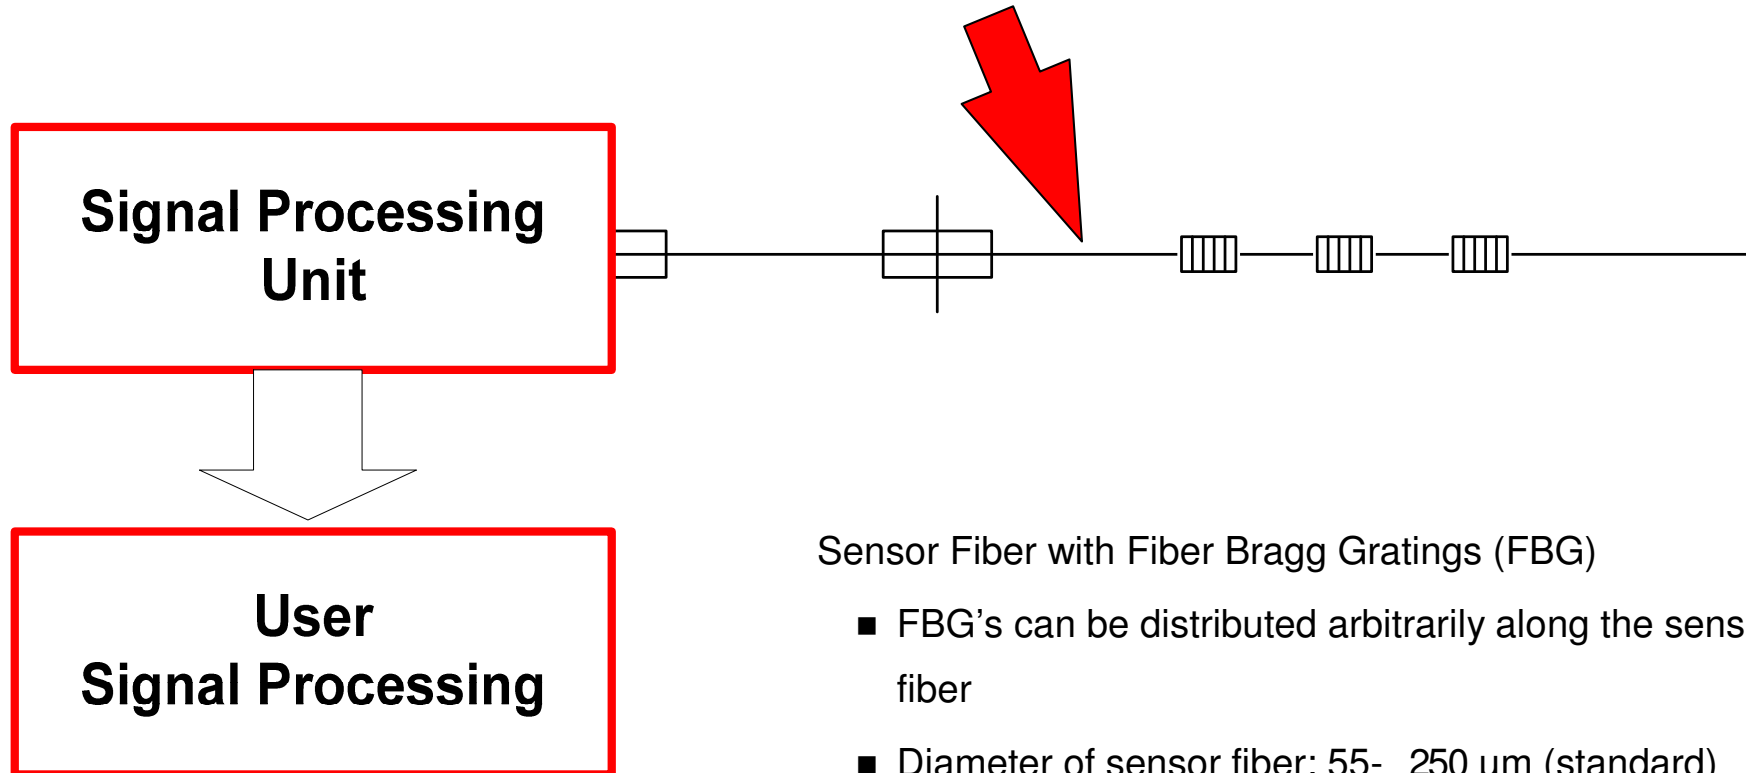 Signal Processing
Unit
User
Signal Processing
Sensor Fiber with Fiber Bragg Gratings (FBG)
■ FBG's can be distributed arbitrarily along the sens
fiber
■ Diameter of sensor fiber: 55- 250 um (standard)